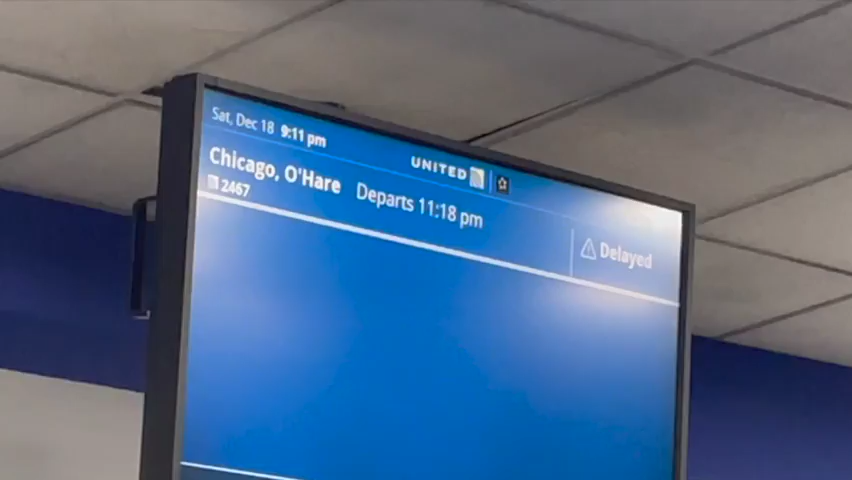 Sat, Dec 18 9:11 pm
UNITED
Chicago, O'Hare
Departs 11:18 pm
2467
Delayed